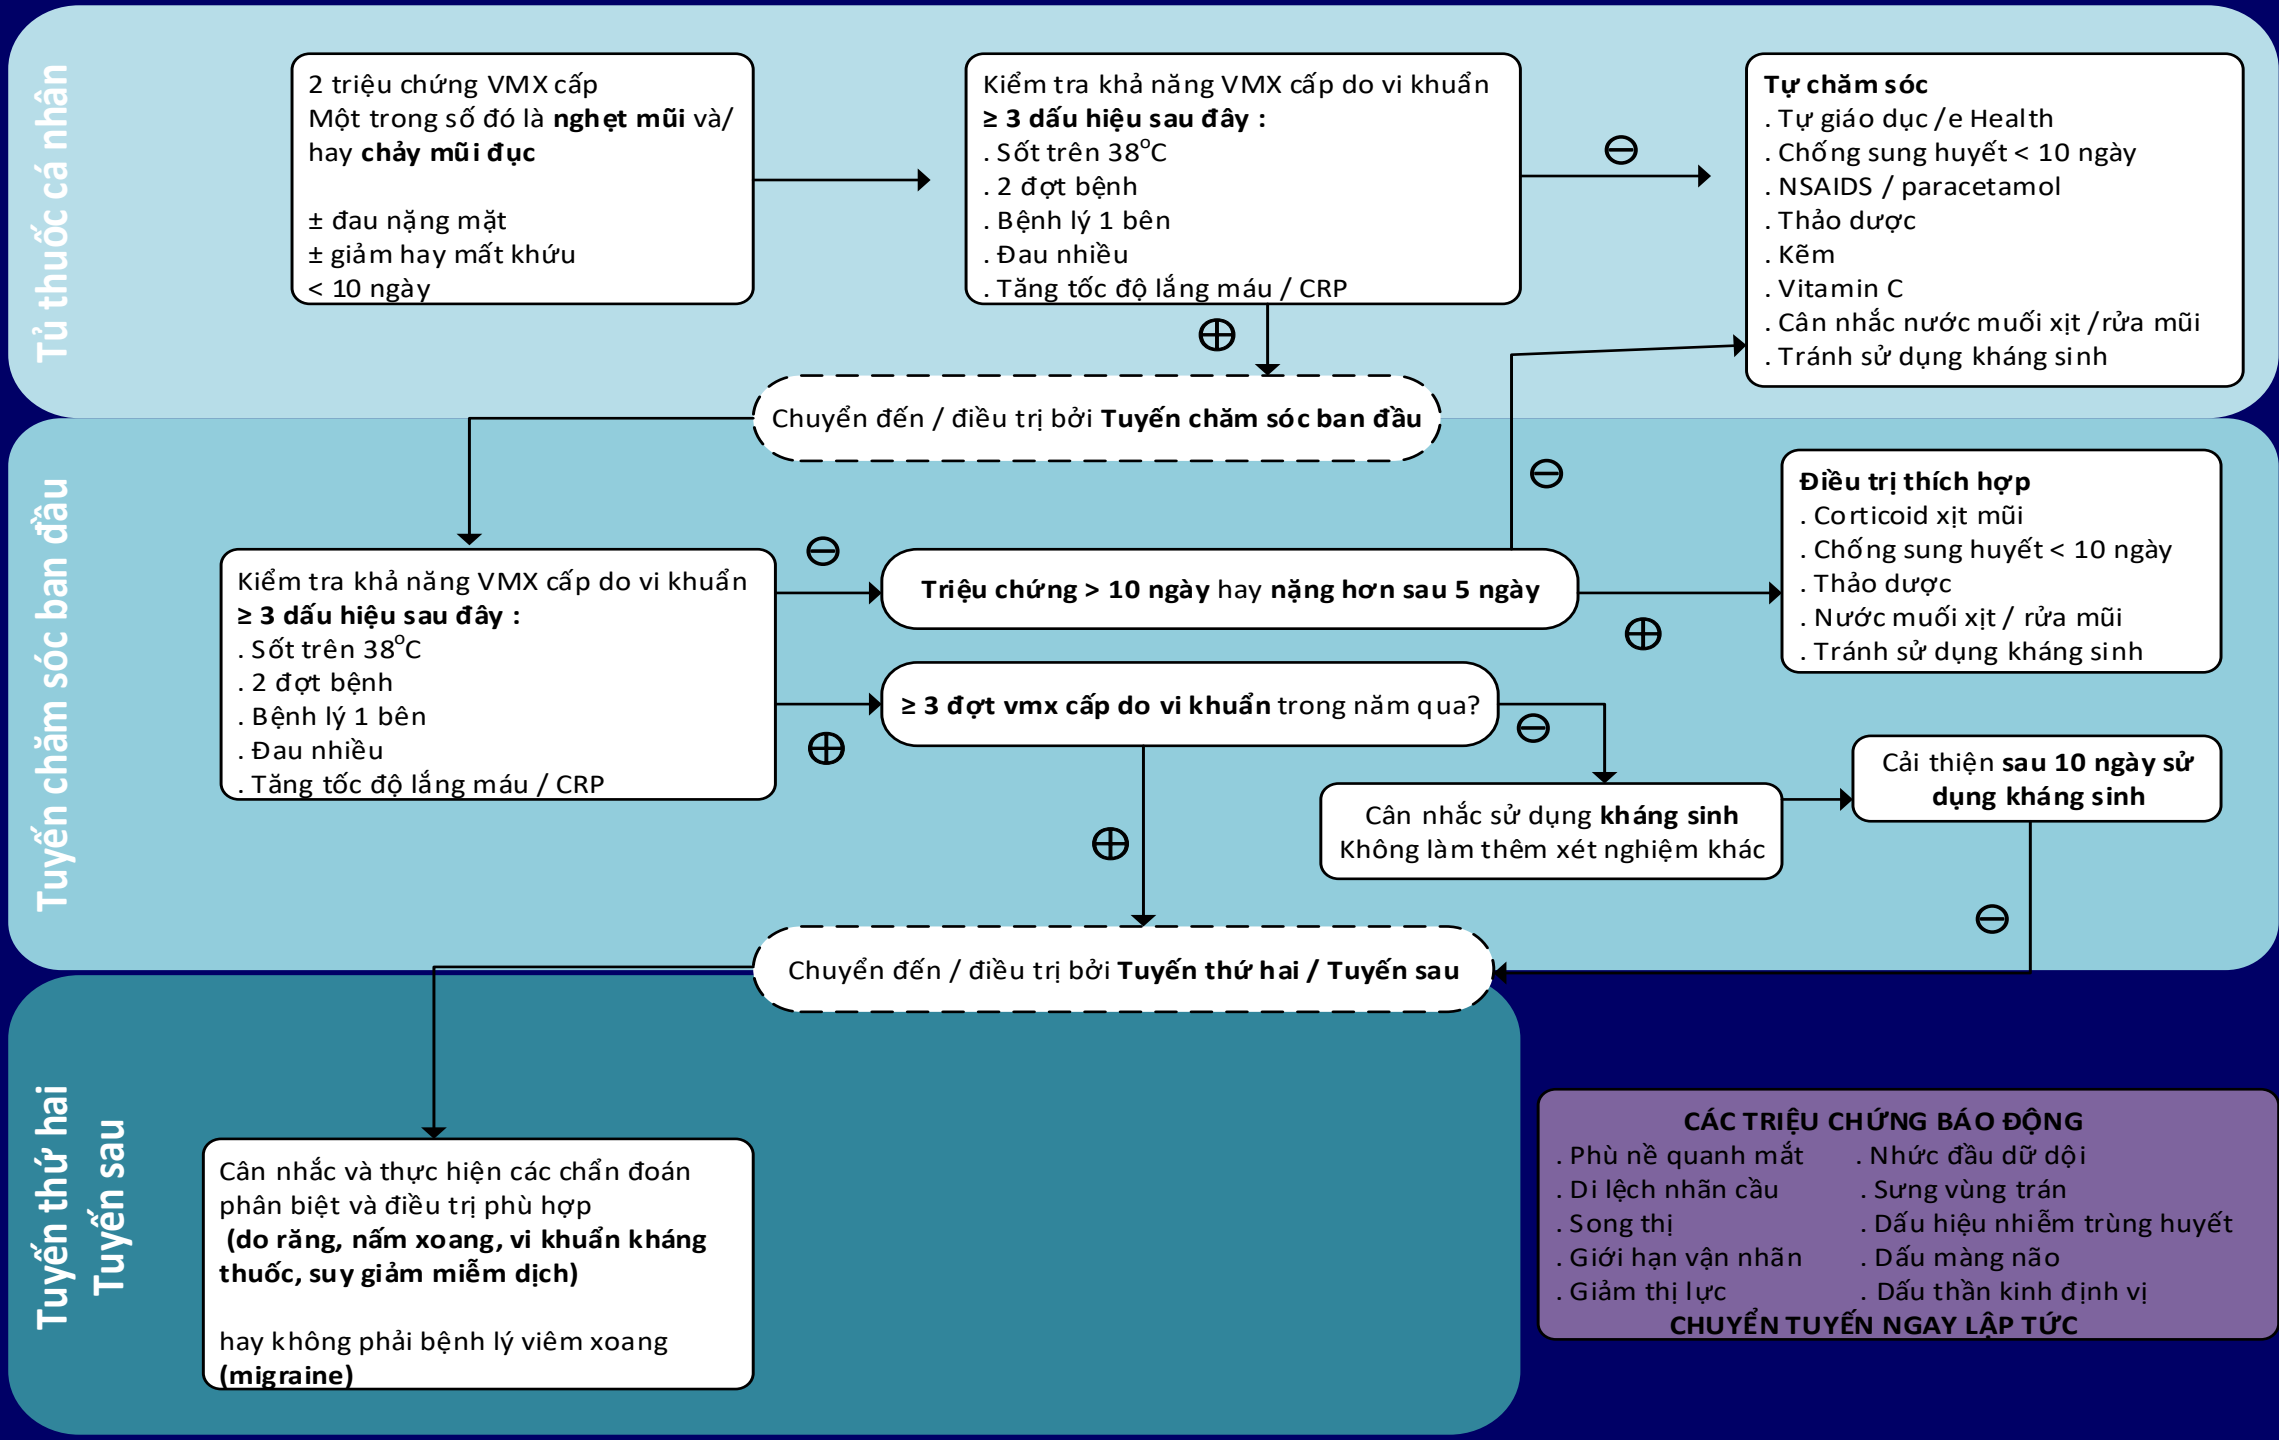 Tủ thuốc cá nhân
2 triệu chứng VMX cấp
Một trong số đó là nghẹt mũi và/
hay chảy mũi đục
± đau nặng mặt
± giảm hay mất khứu
< 10 ngày
Kiểm tra khả năng VMX cấp do vi khuẩn
≥ 3 dấu hiệu sau đây :
. Sốt trên 38°C
. 2 đợt bệnh
. Bệnh lý 1 bên
. Đau nhiều
. Tăng tốc độ lắng máu / CRP
⊖
⊕
Tự chăm sóc
. Tự giáo dục /e Health
. Chống sung huyết < 10 ngày
. NSAIDS / paracetamol
. Thảo dược
. Kẽm
. Vitamin C
. Cân nhắc nước muối xịt /rửa mũi
. Tránh sử dụng kháng sinh
Chuyển đến / điều trị bởi Tuyến chăm sóc ban đầu
Tuyến chăm sóc ban đầu
Kiểm tra khả năng VMX cấp do vi khuẩn
≥ 3 dấu hiệu sau đây :
. Sốt trên 38°C
. 2 đợt bệnh
. Bệnh lý 1 bên
. Đau nhiều
. Tăng tốc độ lắng máu / CRP
⊖
⊕
Triệu chứng > 10 ngày hay nặng hơn sau 5 ngày
⊖
⊕
Điều trị thích hợp
. Corticoid xịt mũi
. Chống sung huyết < 10 ngày
. Thảo dược
. Nước muối xịt / rửa mũi
. Tránh sử dụng kháng sinh
≥ 3 đợt vmx cấp do vi khuẩn trong năm qua?
⊖
⊕
Cân nhắc sử dụng kháng sinh
Không làm thêm xét nghiệm khác
Cải thiện sau 10 ngày sử
dụng kháng sinh
⊖
Chuyển đến / điều trị bởi Tuyến thứ hai / Tuyến sau
Tuyến thứ hai
Tuyến sau
Cân nhắc và thực hiện các chẩn đoán
phân biệt và điều trị phù hợp
(do răng, nấm xoang, vi khuẩn kháng
thuốc, suy giảm miễm dịch)
hay không phải bệnh lý viêm xoang
(migraine)
CÁC TRIỆU CHỨNG BÁO ĐỘNG
. Phù nề quanh mắt . Nhức đầu dữ dội
. Di lệch nhãn cầu . Sưng vùng trán
. Song thị . Dấu hiệu nhiễm trùng huyết
. Giới hạn vận nhãn . Dấu màng não
. Giảm thị lực . Dấu thần kinh định vị
CHUYỂN TUYẾN NGAY LẬP TỨC